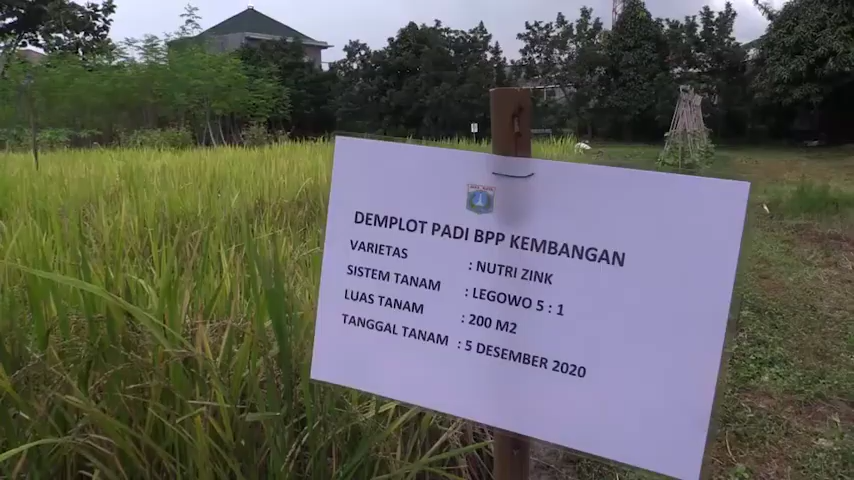 DEMPLOT PADI BPP KEMBANGAN
VARIETAS : NUTRI ZINK
SISTEM TANAM : LEGOWO 5 : 1
LUAS TANAM : 200 M2
TANGGAL TANAM : 5 DESEMBER 2020